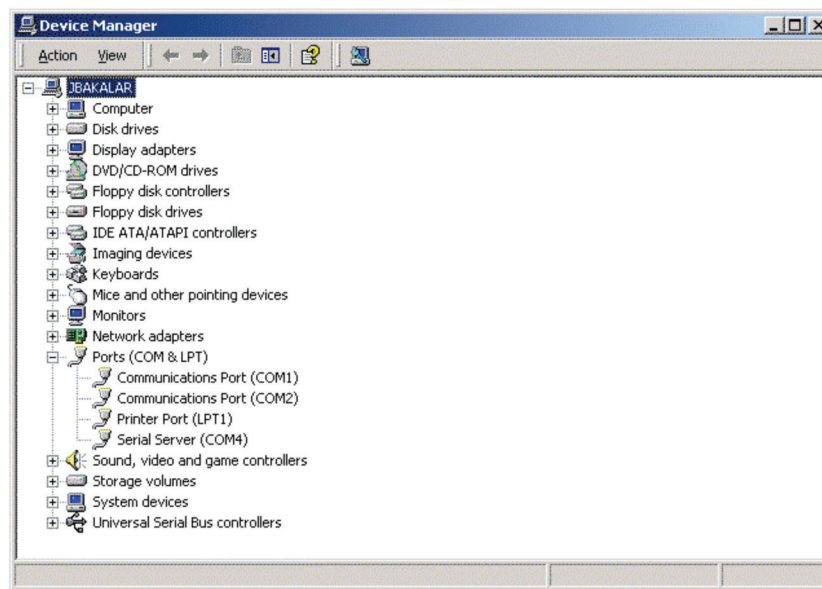 Device Manager
Action View
JBAKALAR
Computer
Disk drives
Display adapters
DVD/CD-ROM drives
Floppy disk controllers
Floppy disk drives
IDE ATA/ATAPI controllers
Imaging devices
Keyboards
Mice and other pointing devices
Monitors
Network adapters
Ports (COM & LPT)
Communications Port (COM1)
Communications Port (COM2)
Printer Port (LPT1)
Serial Server (COM4)
Sound, video and game controllers
Storage volumes
System devices
Universal Serial Bus controllers